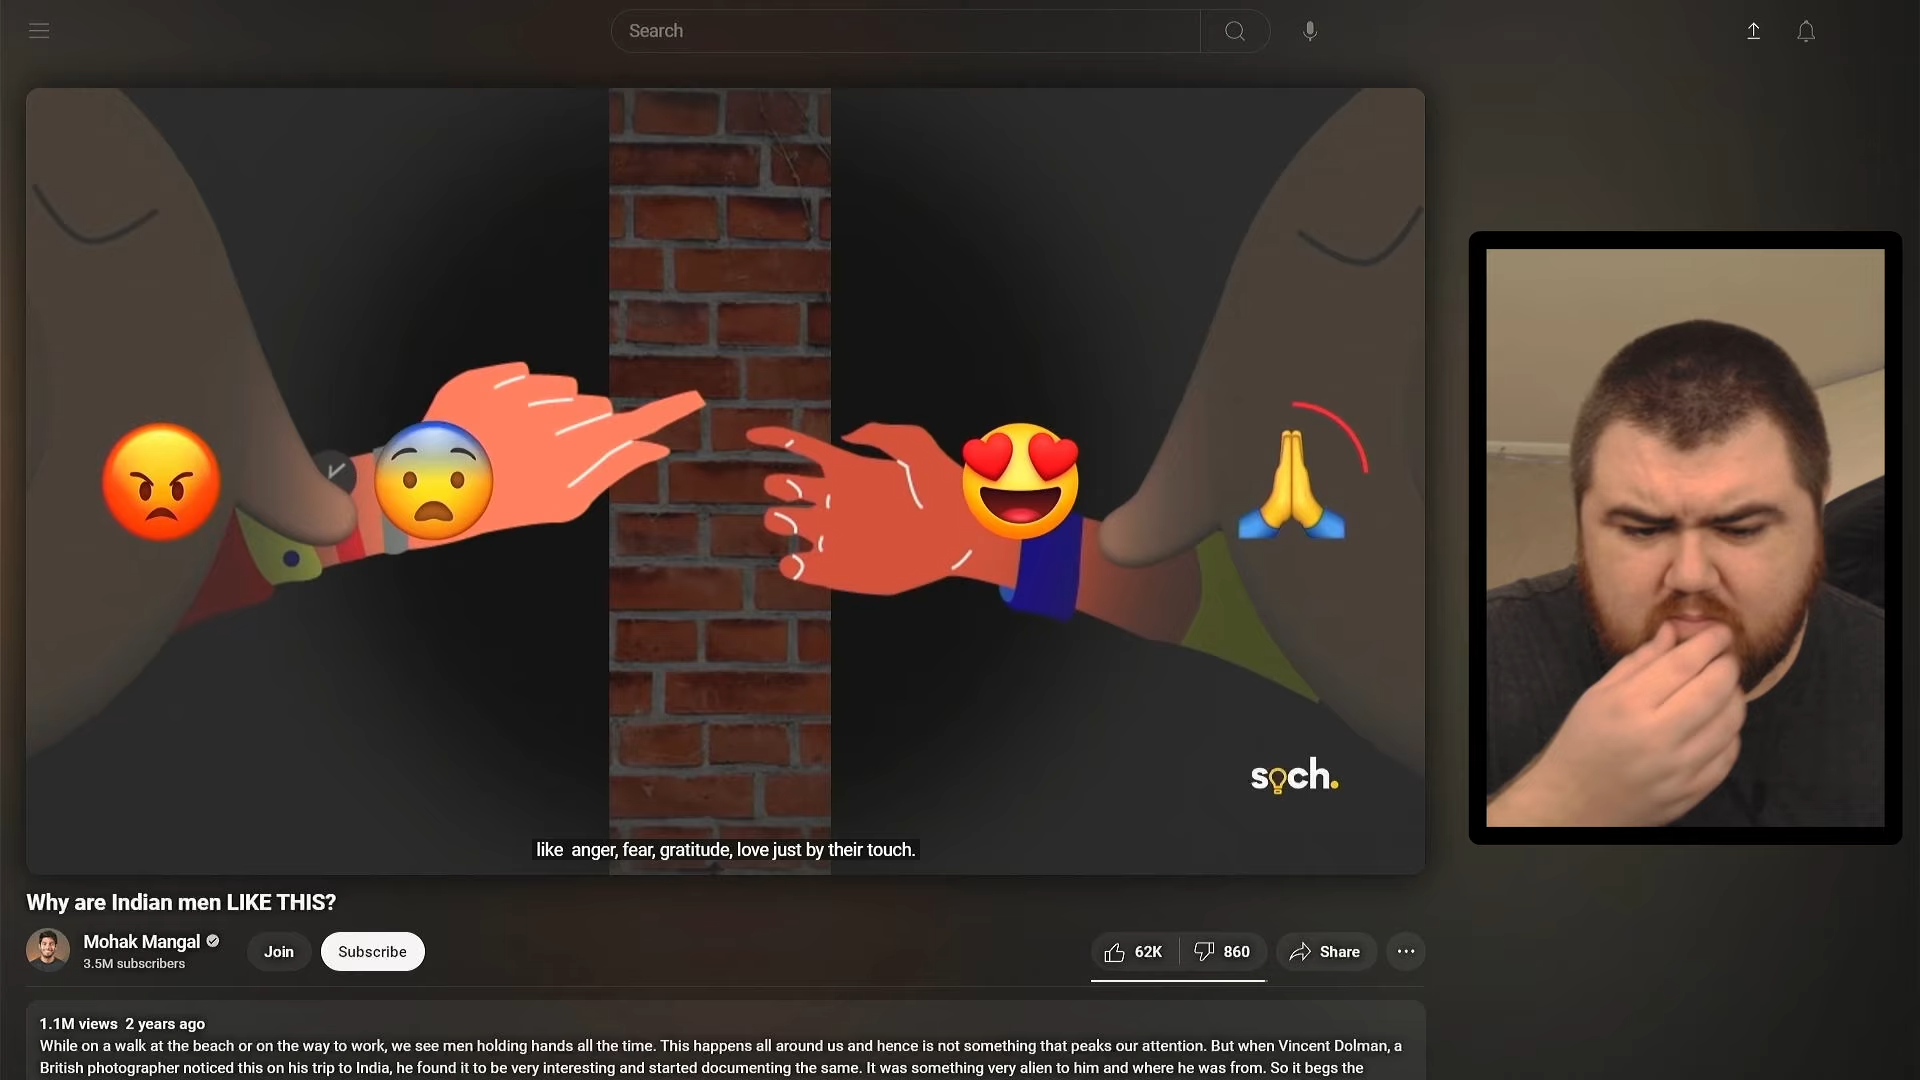 Search
soch.
like anger, fear, gratitude, love just by their touch.
Why are Indian men LIKE THIS?
Mohak Mangal
3.5M subscribers
Join
Subscribe
62K
860
Share
1.1M views 2 years ago
While on a walk at the beach or on the way to work, we see men holding hands all the time. This happens all around us and hence is not something that peaks our attention. But when Vincent Dolman, a
British photographer noticed this on his trip to India, he found it to be very interesting and started documenting the same. It was something very alien to him and where he was from. So it begs the